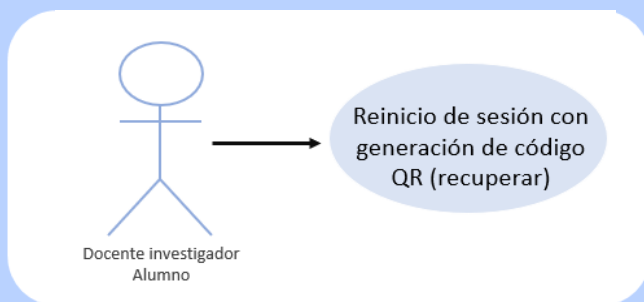 Reinicio de sesión con
generación de código
QR (recuperar)
Docente investigador
Alumno